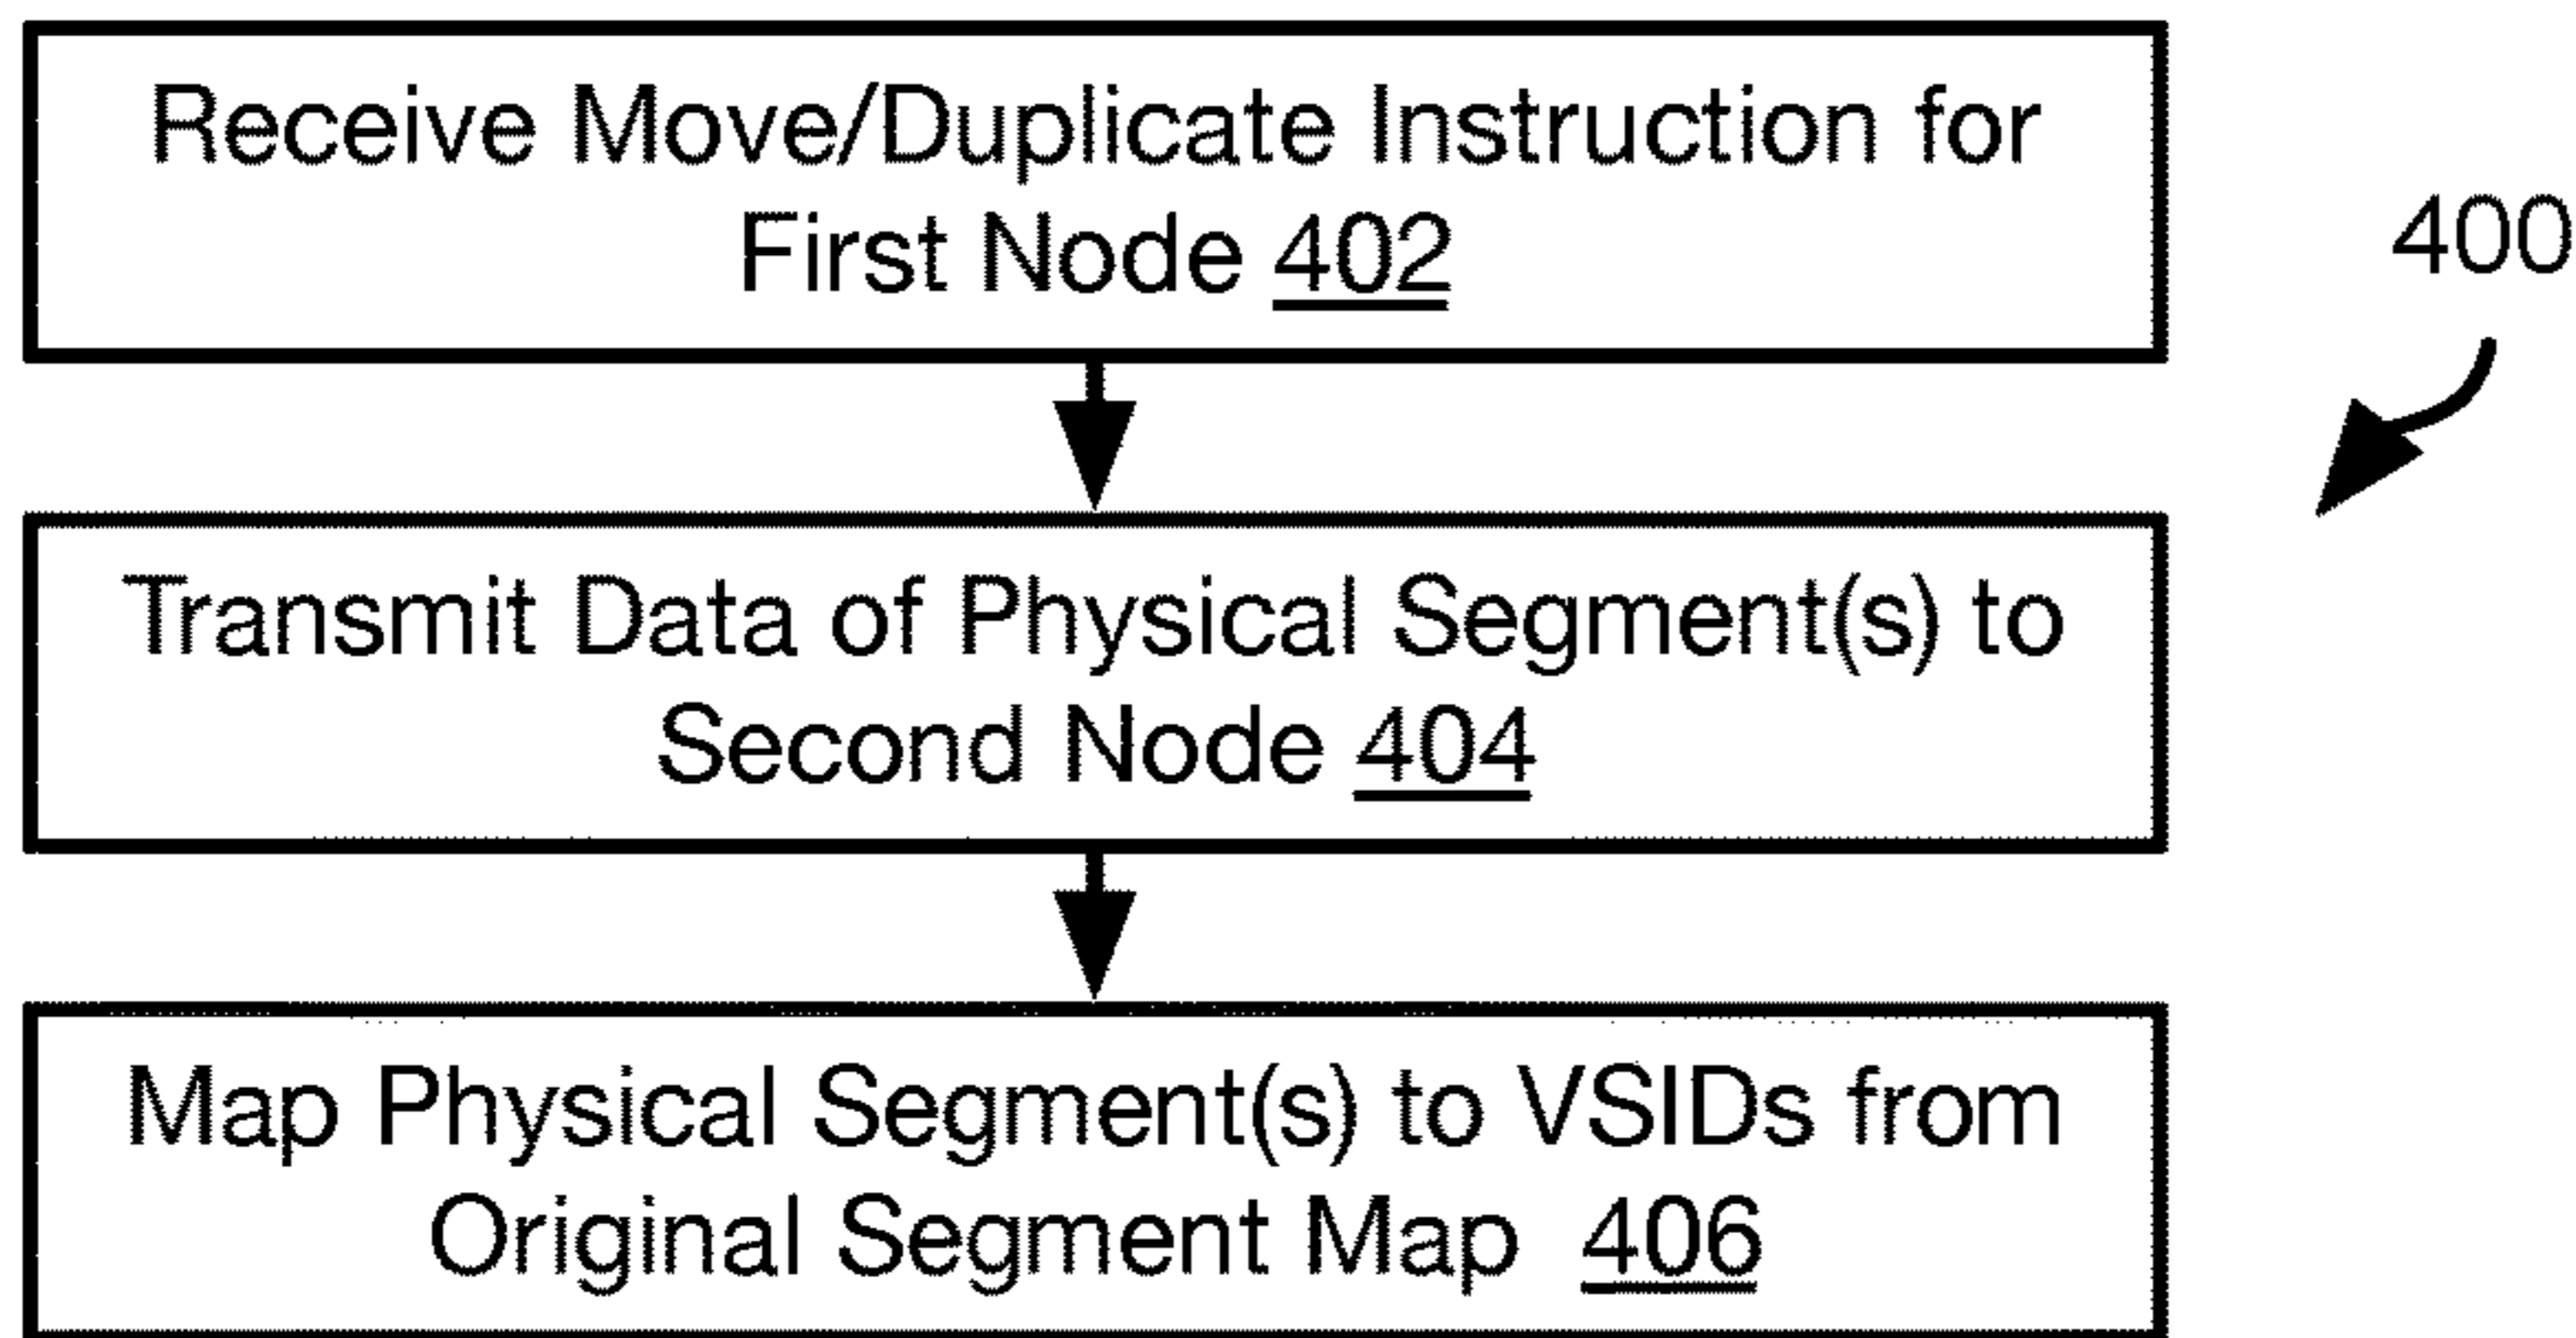 Receive Move/Duplicate Instruction for
First Node 402
400
Transmit Data of Physical Segment(s) to
Second Node 404
Map Physical Segment(s) to VSIDs from
Original Segment Map 406